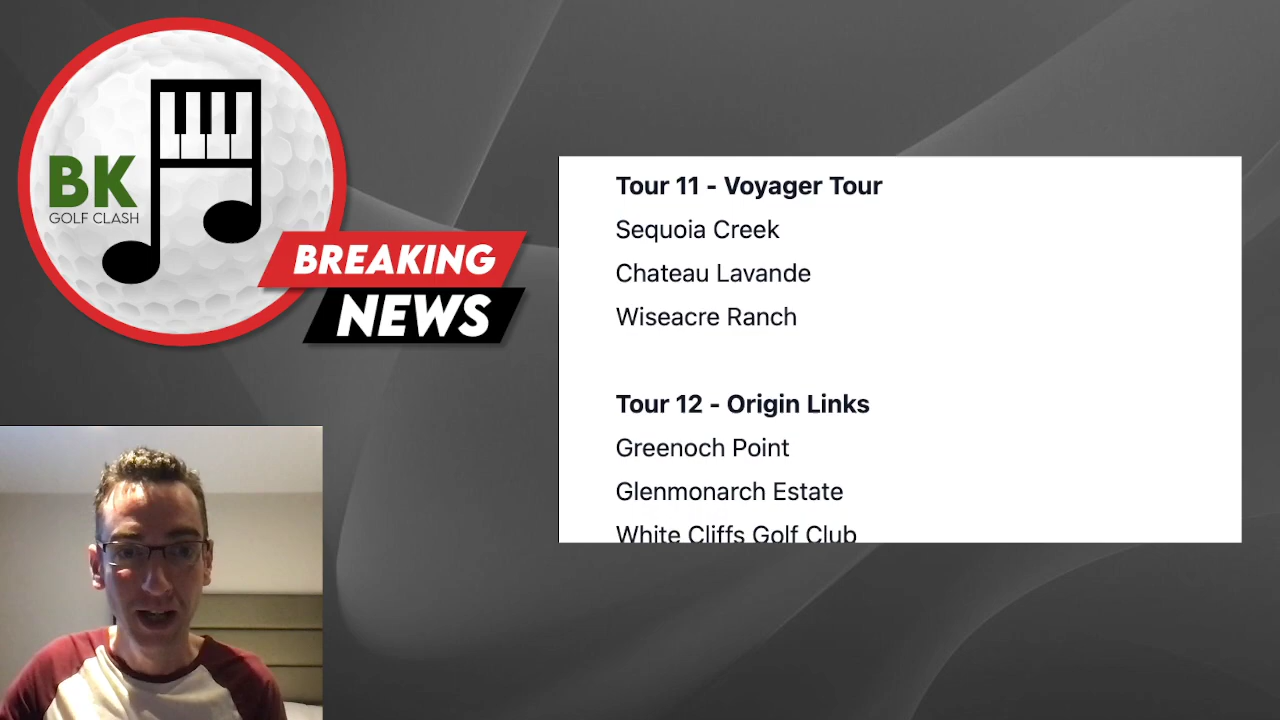 BK
GOLF CLASH
BREAKING
NEWS
Tour 11 - Voyager Tour
Sequoia Creek
Chateau Lavande
Wiseacre Ranch
Tour 12 - Origin Links
Greenoch Point
Glenmonarch Estate
White Cliffs Golf Club